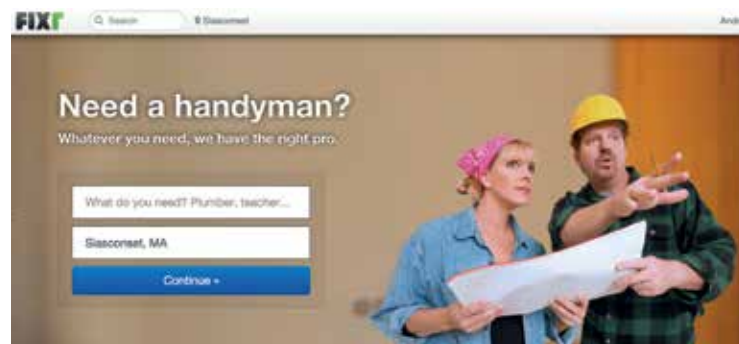 FIXr
Search
Siasconset
Need a handyman?
Whatever you need, we have the right pro.
What do you need? Plumber, teacher...
Siasconset, MA
Continue »